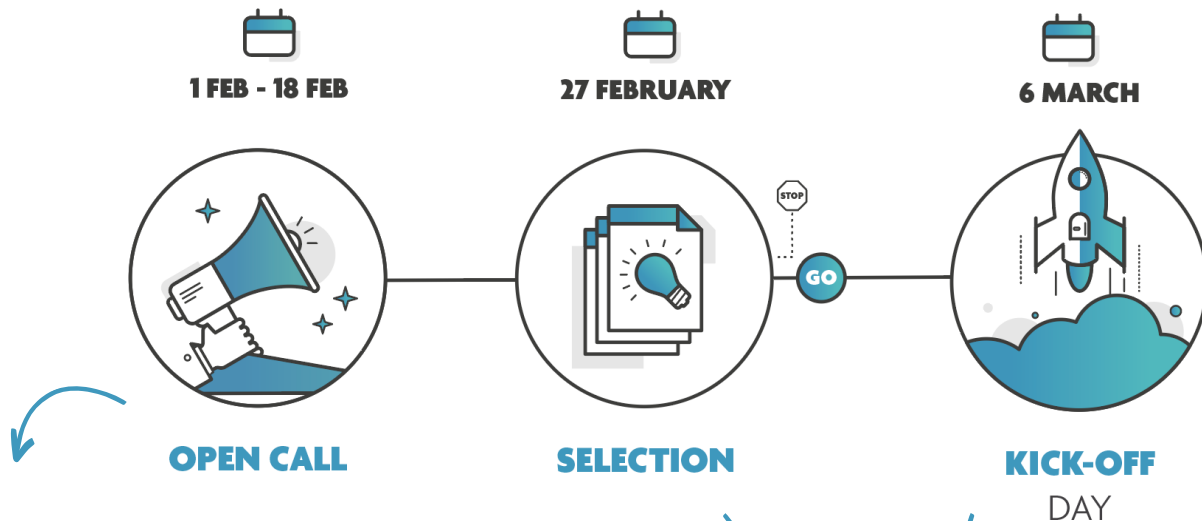 1 FEB - 18 FEB
27 FEBRUARY
6 MARCH
STOP
GO
OPEN CALL
SELECTION
KICK-OFF
DAY